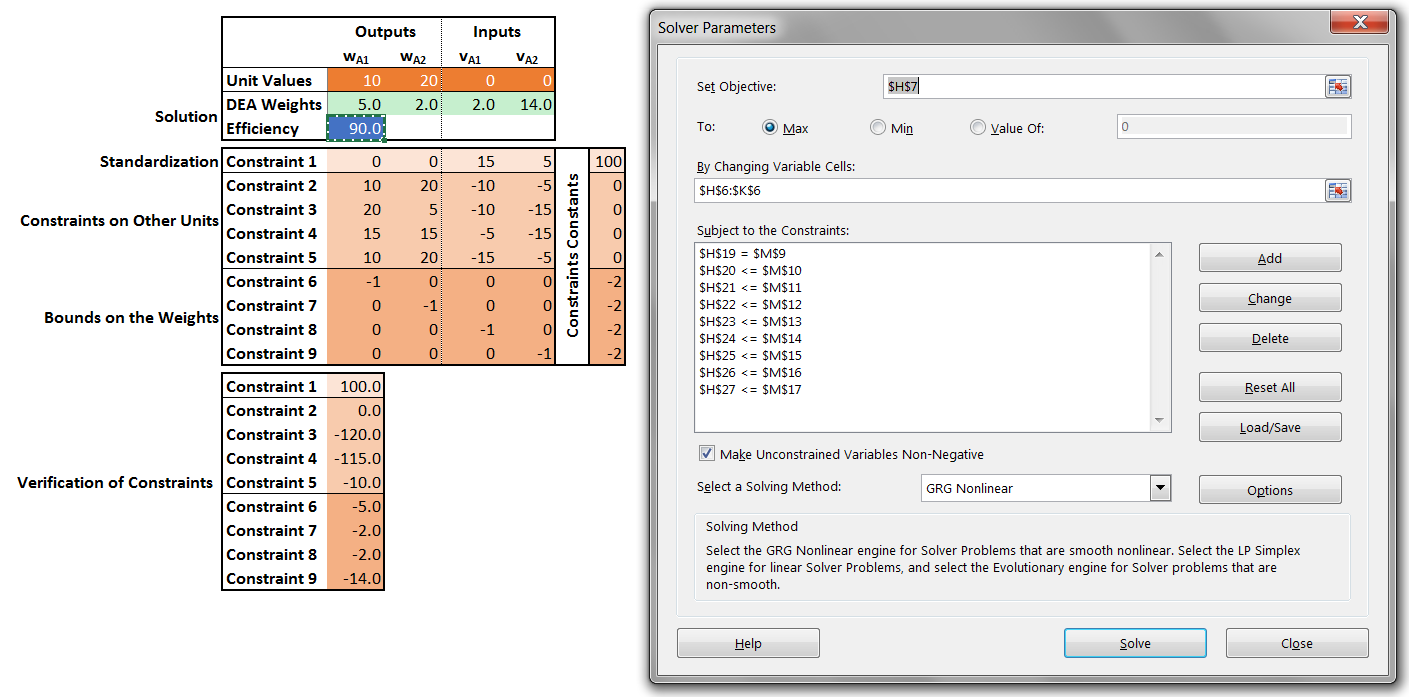 Outputs Inputs
wA1 wA2 vA1 vA2
Unit Values 10 20 0 0
Solution
DEA Weights 5.0 2.0 2.0 14.0
Efficiency 90.0
Standardization Constraint 1 0 0 15 5 100
Constraint 2 10 20 -10 -5 0
Constraints on Other Units
Constraint 3 20 5 -10 -15 0
Constraint 4 15 15 -5 -15 0
Constraint 5 10 20 -15 -5 0
Constraint 6 -1 0 0 0 -2
Bounds on the Weights
Constraint 7 0 -1 0 0 -2
Constraint 8 0 0 -1 0 -2
Constraint 9 0 0 0 -1 -2
Constraints Constants
Constraint 1 100.0
Constraint 2 0.0
Constraint 3 -120.0
Constraint 4 -115.0
Verification of Constraints Constraint 5 -10.0
Constraint 6 -5.0
Constraint 7 -2.0
Constraint 8 -2.0
Constraint 9 -14.0
Solver Parameters
Set Objective: $H$7
To: Max Min Value Of: 0
By Changing Variable Cells:
$H$6:$K$6
Subject to the Constraints:
$H$19 = $M$9
$H$20 <= $M$10
$H$21 <= $M$11
$H$22 <= $M$12
$H$23 <= $M$13
$H$24 <= $M$14
$H$25 <= $M$15
$H$26 <= $M$16
$H$27 <= $M$17
Add
Change
Delete
Reset All
Load/Save
Make Unconstrained Variables Non-Negative
Select a Solving Method: GRG Nonlinear Options
Solving Method
Select the GRG Nonlinear engine for Solver Problems that are smooth nonlinear. Select the LP Simplex
engine for linear Solver Problems, and select the Evolutionary engine for Solver problems that are
non-smooth.
Help Solve Close